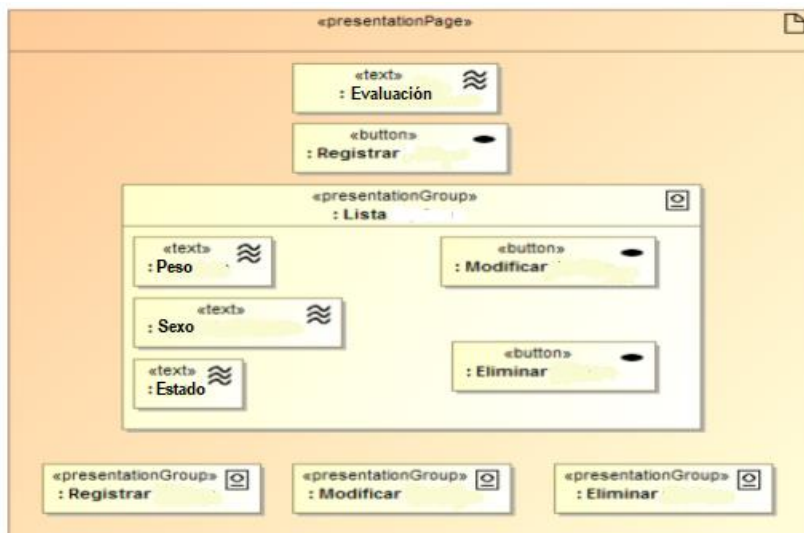 «presentationPage»
«text»
: Evaluación
«button»
: Registrar
«presentationGroup»
: Lista
«text»
: Peso
«button»
: Modificar
«text»
: Sexo
«button»
: Eliminar
«text»
: Estado
«presentationGroup»
: Registrar
«presentationGroup»
: Modificar
«presentationGroup»
: Eliminar